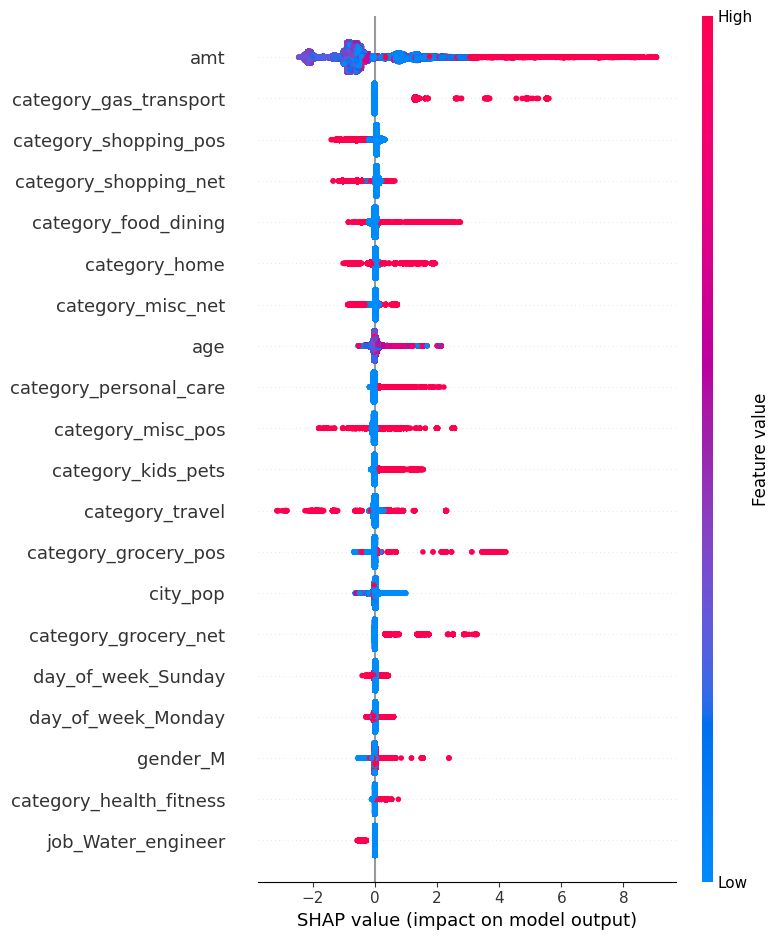 High
amt
category_gas_transport
category_shopping_pos
category_shopping_net
category_food_dining
category_home
category_misc_net
age
category_personal_care
category_misc_pos
category_kids_pets
category_travel
category_grocery_pos
city_pop
category_grocery_net
day_of_week_Sunday
day_of_week_Monday
gender_M
category_health_fitness
job_Water_engineer
Feature value
Low
−2 0 2 4 6 8
SHAP value (impact on model output)